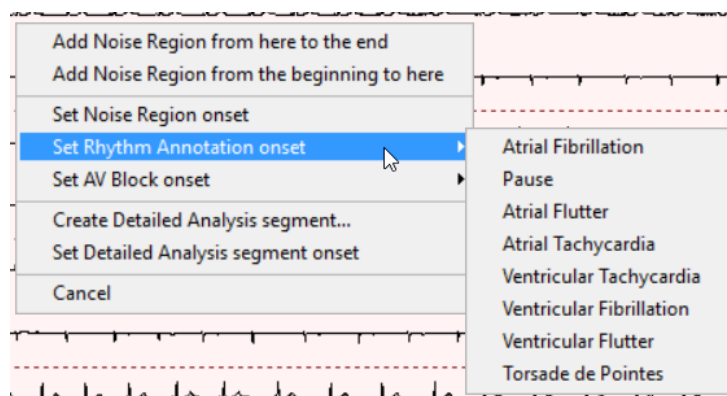 Add Noise Region from here to the end
Add Noise Region from the beginning to here
Set Noise Region onset
Set Rhythm Annotation onset
Set AV Block onset
Create Detailed Analysis segment...
Set Detailed Analysis segment onset
Cancel
Atrial Fibrillation
Pause
Atrial Flutter
Atrial Tachycardia
Ventricular Tachycardia
Ventricular Fibrillation
Ventricular Flutter
Torsade de Pointes